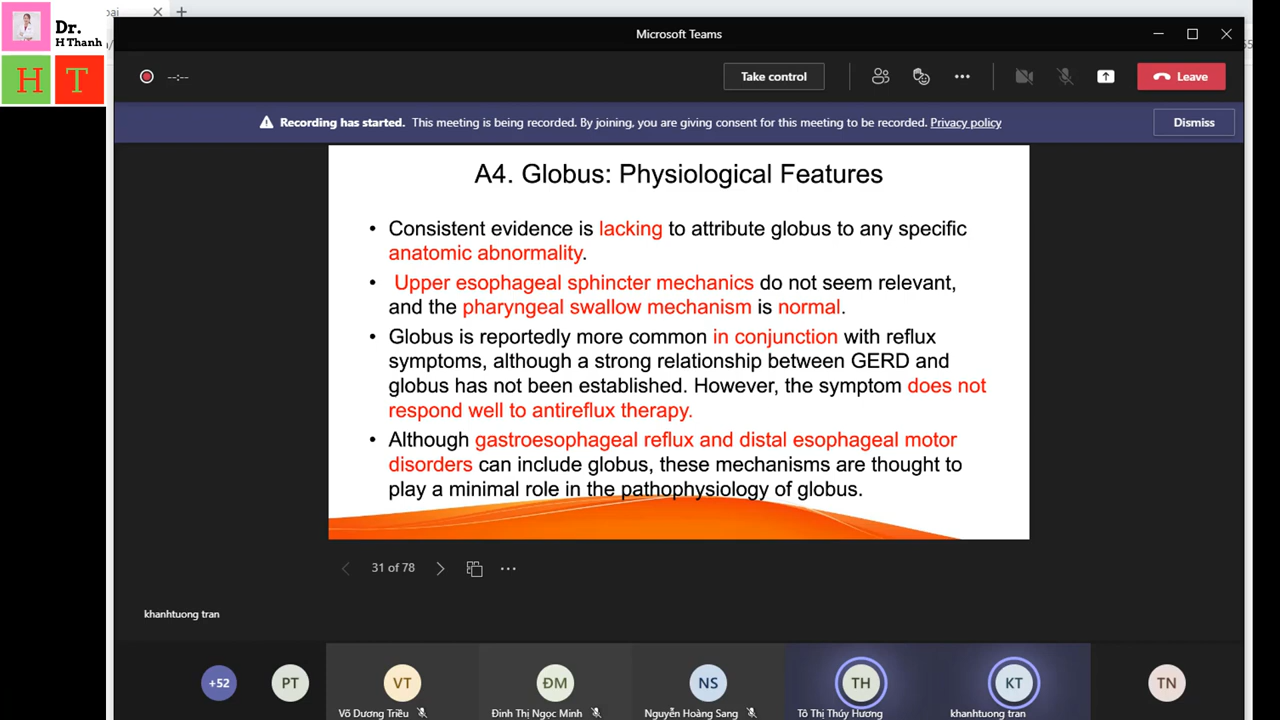 Dr.
H Thanh
H T
Microsoft Teams
--:--
Take control
Leave
Recording has started. This meeting is being recorded. By joining, you are giving consent for this meeting to be recorded. Privacy policy
Dismiss
A4. Globus: Physiological Features
• Consistent evidence is lacking to attribute globus to any specific
anatomic abnormality.
• Upper esophageal sphincter mechanics do not seem relevant,
and the pharyngeal swallow mechanism is normal.
• Globus is reportedly more common in conjunction with reflux
symptoms, although a strong relationship between GERD and
globus has not been established. However, the symptom does not
respond well to antireflux therapy.
• Although gastroesophageal reflux and distal esophageal motor
disorders can include globus, these mechanisms are thought to
play a minimal role in the pathophysiology of globus.
31 of 78
khanhtuong tran
+52
PT
VT
ĐM
NS
TH
KT
TN
Võ Dương Triều
Đinh Thị Ngọc Minh
Nguyễn Hoàng Sang
Tô Thị Thúy Hương
khanhtuong tran